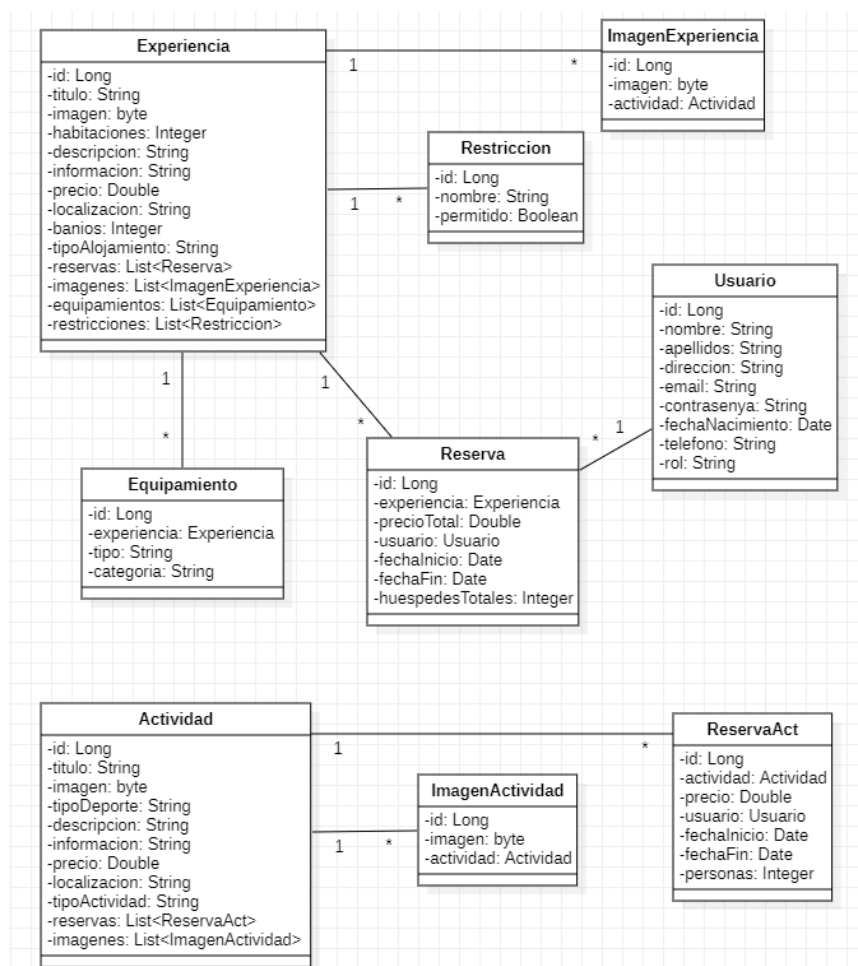 Experiencia
-id: Long
-titulo: String
-imagen: byte
-habitaciones: Integer
-descripcion: String
-informacion: String
-precio: Double
-localizacion: String
-banios: Integer
-tipoAlojamiento: String
-reservas: List<Reserva>
-imagenes: List<ImagenExperiencia>
-equipamientos: List<Equipamiento>
-restricciones: List<Restriccion>
1
*
ImagenExperiencia
-id: Long
-imagen: byte
-actividad: Actividad
1
*
Restriccion
-id: Long
-nombre: String
-permitido: Boolean
Usuario
-id: Long
-nombre: String
-apellidos: String
-direccion: String
-email: String
-contrasenya: String
-fechaNacimiento: Date
-telefono: String
-rol: String
1
*
1
*
*
1
Equipamiento
-id: Long
-experiencia: Experiencia
-tipo: String
-categoria: String
Reserva
-id: Long
-experiencia: Experiencia
-precioTotal: Double
-usuario: Usuario
-fechaInicio: Date
-fechaFin: Date
-huespedesTotales: Integer
Actividad
-id: Long
-titulo: String
-imagen: byte
-tipoDeporte: String
-descripcion: String
-informacion: String
-precio: Double
-localizacion: String
-tipoActividad: String
-reservas: List<ReservaAct>
-imagenes: List<ImagenActividad>
1
*
ReservaAct
-id: Long
-actividad: Actividad
-precio: Double
-usuario: Usuario
-fechaInicio: Date
-fechaFin: Date
-personas: Integer
1
*
ImagenActividad
-id: Long
-imagen: byte
-actividad: Actividad